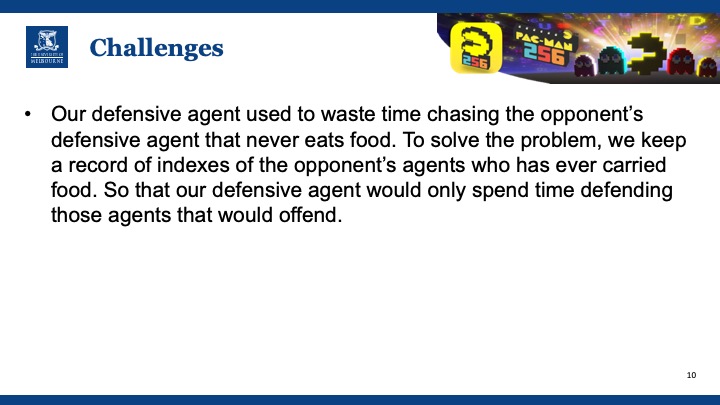 THE UNIVERSITY OF
MELBOURNE
Challenges
256
PAC-MAN
256
• Our defensive agent used to waste time chasing the opponent’s
defensive agent that never eats food. To solve the problem, we keep
a record of indexes of the opponent’s agents who has ever carried
food. So that our defensive agent would only spend time defending
those agents that would offend.
10